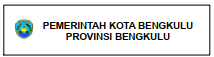 PEMERINTAH KOTA BENGKULU
PROVINSI BENGKULU